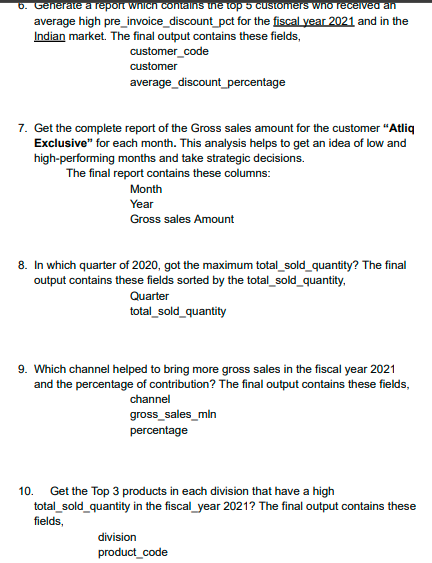 6. Generate a report which contains the top 5 customers who received an
average high pre_invoice_discount_pct for the fiscal year 2021 and in the
Indian market. The final output contains these fields,
customer_code
customer
average_discount_percentage
7. Get the complete report of the Gross sales amount for the customer “Atliq
Exclusive” for each month. This analysis helps to get an idea of low and
high-performing months and take strategic decisions.
The final report contains these columns:
Month
Year
Gross sales Amount
8. In which quarter of 2020, got the maximum total_sold_quantity? The final
output contains these fields sorted by the total_sold_quantity,
Quarter
total_sold_quantity
9. Which channel helped to bring more gross sales in the fiscal year 2021
and the percentage of contribution? The final output contains these fields,
channel
gross_sales_mln
percentage
10. Get the Top 3 products in each division that have a high
total_sold_quantity in the fiscal_year 2021? The final output contains these
fields,
division
product_code